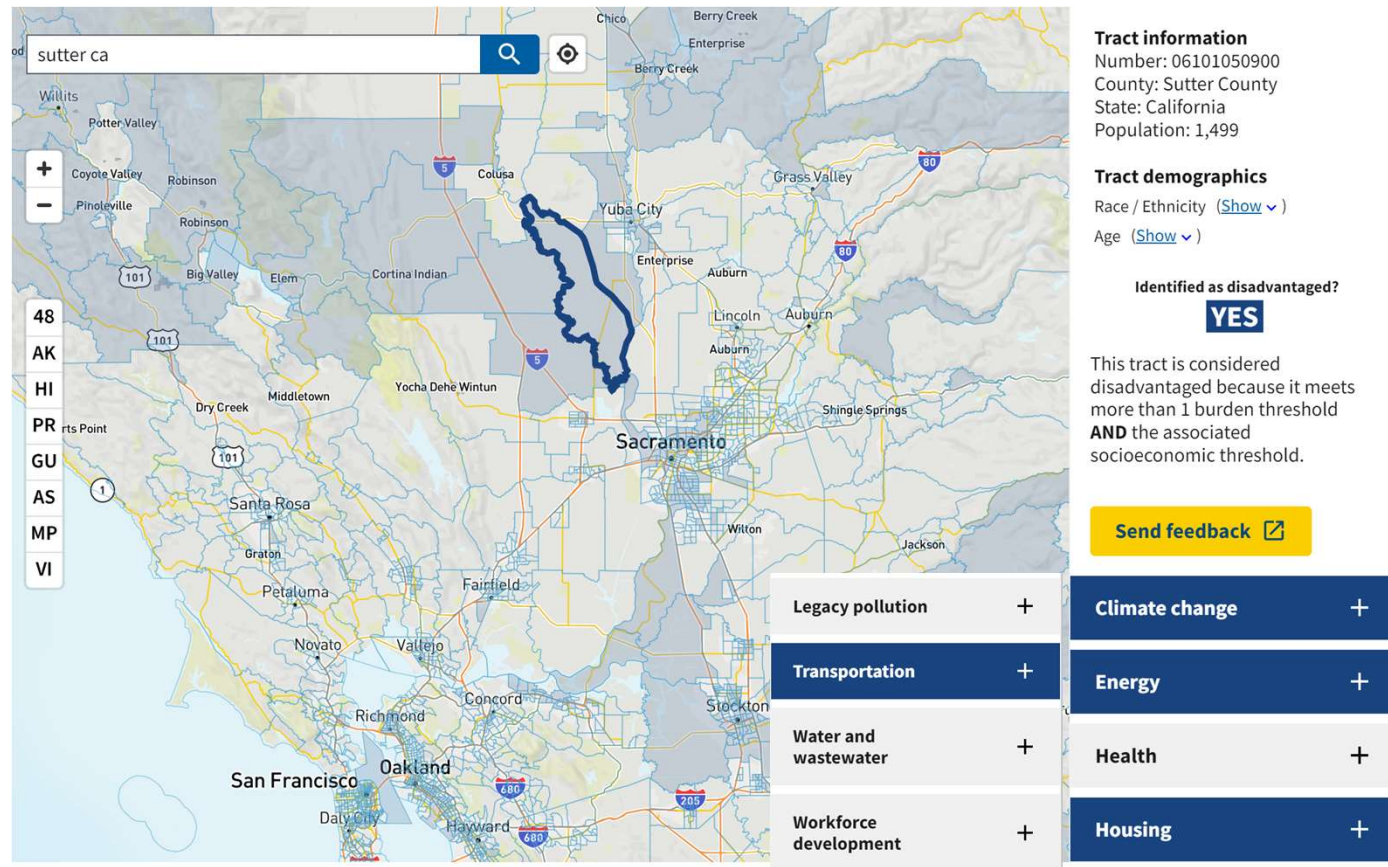 sutter ca
Tract information
Number: 06101050900
County: Sutter County
State: California
Population: 1,499
Tract demographics
Race / Ethnicity (Show )
Age (Show )
Identified as disadvantaged?
YES
This tract is considered
disadvantaged because it meets
more than 1 burden threshold
AND the associated
socioeconomic threshold.
Send feedback
Climate change +
Energy +
Health +
Housing +
Legacy pollution +
Transportation +
Water and
wastewater +
Workforce
development +
+
−
48
AK
HI
PR
GU
AS
MP
VI
Chico
Berry Creek
Enterprise
Berry Creek
Willits
Potter Valley
Coyote Valley
Robinson
Pinoleville
Robinson
Colusa
5
80
Grass Valley
Yuba City
80
Enterprise
Auburn
101
Big Valley
Elem
Cortina Indian
Lincoln
Auburn
Auburn
101
5
Yocha Dehe Wintun
Middletown
Dry Creek
rts Point
Shingle Springs
Sacramento
101
1
Santa Rosa
Wilton
Jackson
Graton
Petaluma
Fairfield
Novato
Vallejo
Concord
Richmond
Stockton
San Francisco
Oakland
680
205
Daly City
Hayward
680